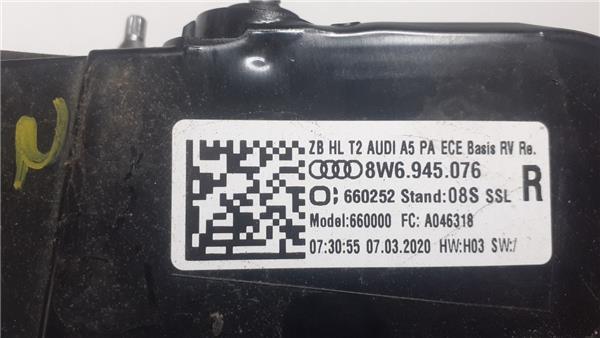 ZB HL T2 AUDI A5 PA ECE Basis RV Re.
8W6.945.076
660252 Stand:08S SSL
R
Model:660000 FC: A046318
07:30:55 07.03.2020 HW:H03 SW:/